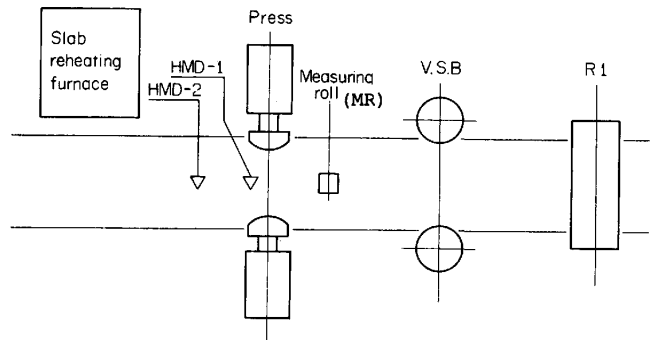 Press
Slab
reheating
furnace
HMD-1
HMD-2
Measuring
roll (MR)
V.S.B
R1